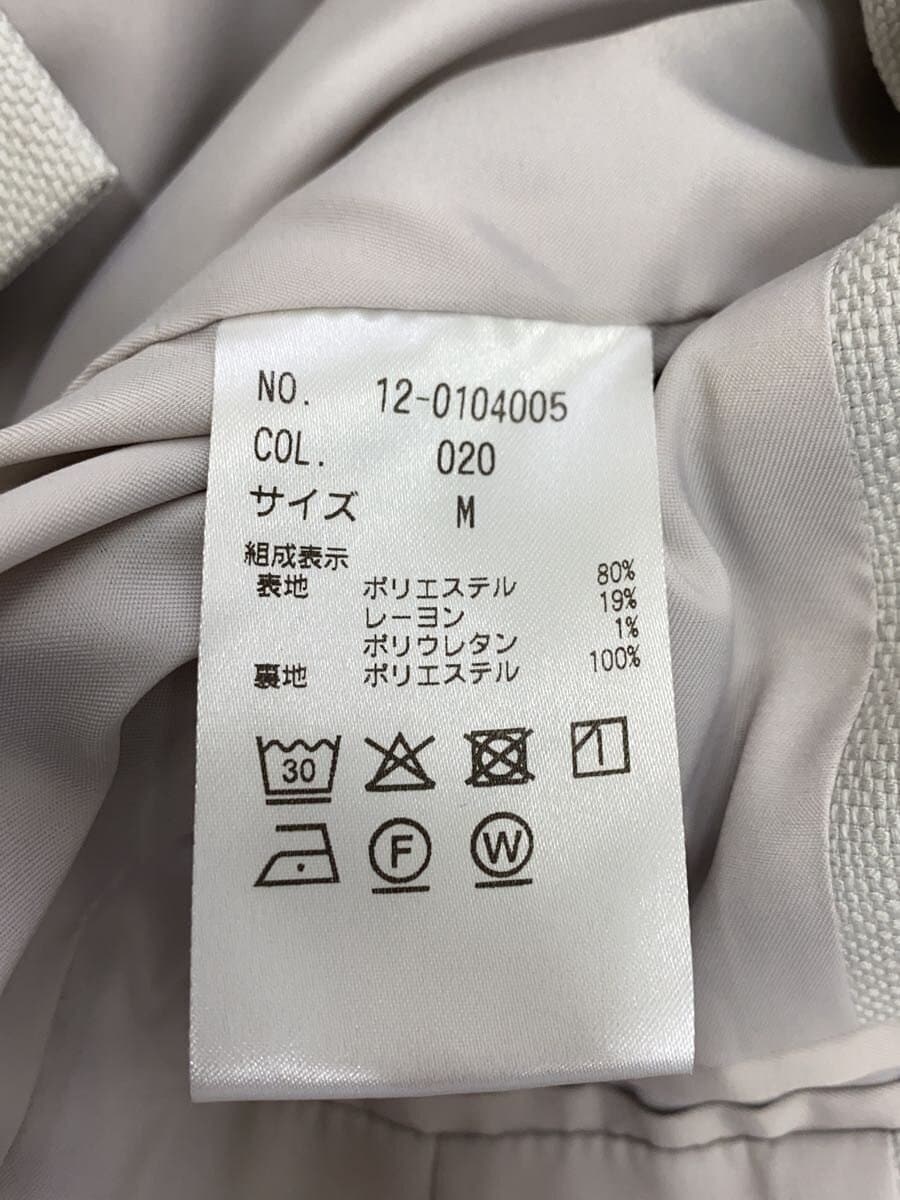 NO. 12-0104005
COL. 020
サイズ M
組成表示
表地 ポリエステル 80%
レーヨン 19%
ポリウレタン 1%
裏地 ポリエステル 100%
30
F W